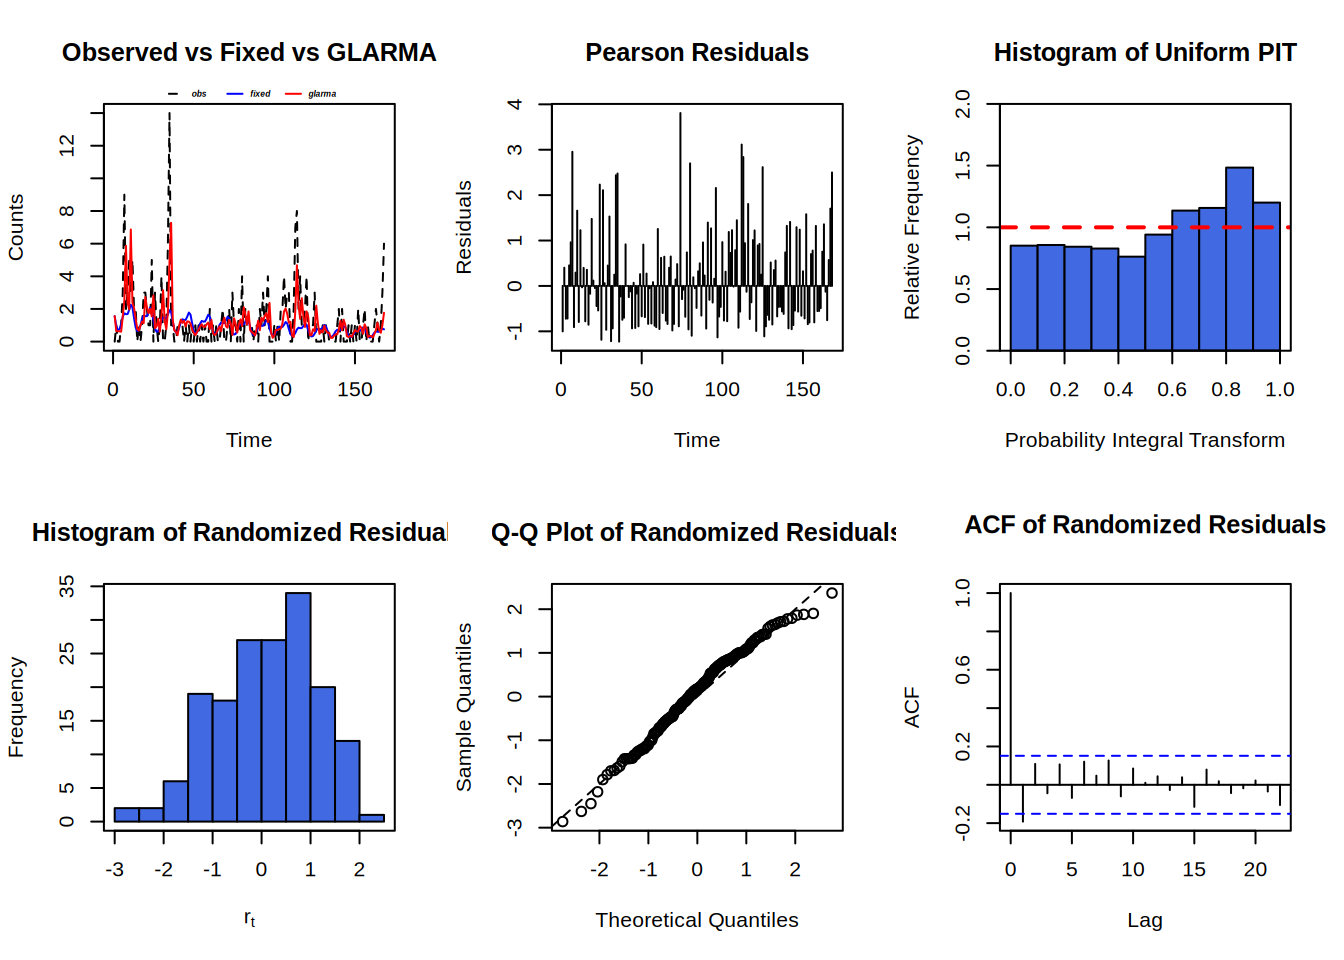 Observed vs Fixed vs GLARMA
obs fixed glarma
Counts
0 2 4 6 8 12
0 50 100 150
Time
Pearson Residuals
Residuals
-1 0 1 2 3 4
0 50 100 150
Time
Histogram of Uniform PIT
Relative Frequency
0.0 0.5 1.0 1.5 2.0
0.0 0.2 0.4 0.6 0.8 1.0
Probability Integral Transform
Histogram of Randomized Residual
Frequency
0 5 15 25 35
-3 -2 -1 0 1 2
rt
Q-Q Plot of Randomized Residuals
Sample Quantiles
-3 -2 -1 0 1 2
-2 -1 0 1 2
Theoretical Quantiles
ACF of Randomized Residuals
ACF
-0.2 0.2 0.6 1.0
0 5 10 15 20
Lag